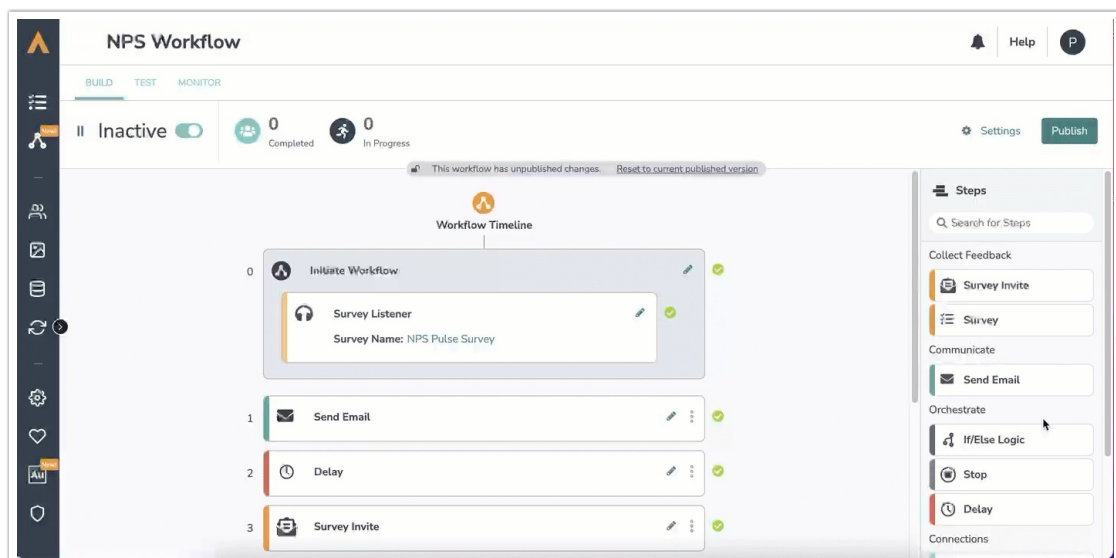 NPS Workflow
Help
P
BUILD TEST MONITOR
Inactive
0
Completed
0
In Progress
Settings
Publish
This workflow has unpublished changes. Reset to current published version
Workflow Timeline
0
Initiate Workflow
Survey Listener
Survey Name: NPS Pulse Survey
1
Send Email
2
Delay
3
Survey Invite
New!
New!
Au
Steps
Search for Steps
Collect Feedback
Survey Invite
Survey
Communicate
Send Email
Orchestrate
If/Else Logic
Stop
Delay
Connections